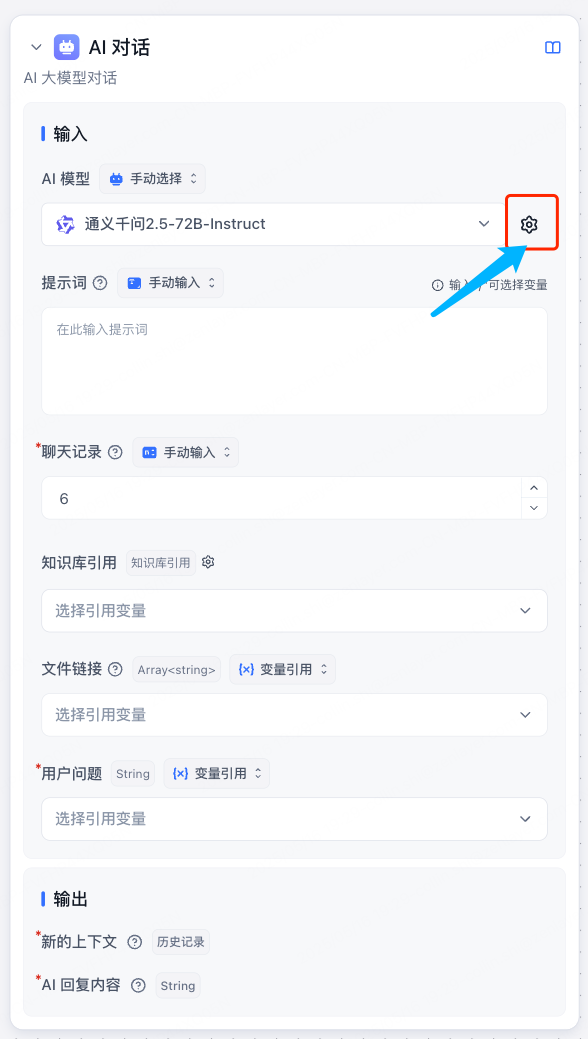 AI 对话
AI 大模型对话
输入
AI 模型 手动选择
通义千问2.5-72B-Instruct
提示词 手动输入 输入 可选择变量
在此输入提示词
*聊天记录 n: 手动输入
6
知识库引用 知识库引用
选择引用变量
文件链接 Array<string> {x} 变量引用
选择引用变量
*用户问题 String {x} 变量引用
选择引用变量
输出
*新的上下文 历史记录
*AI 回复内容 String